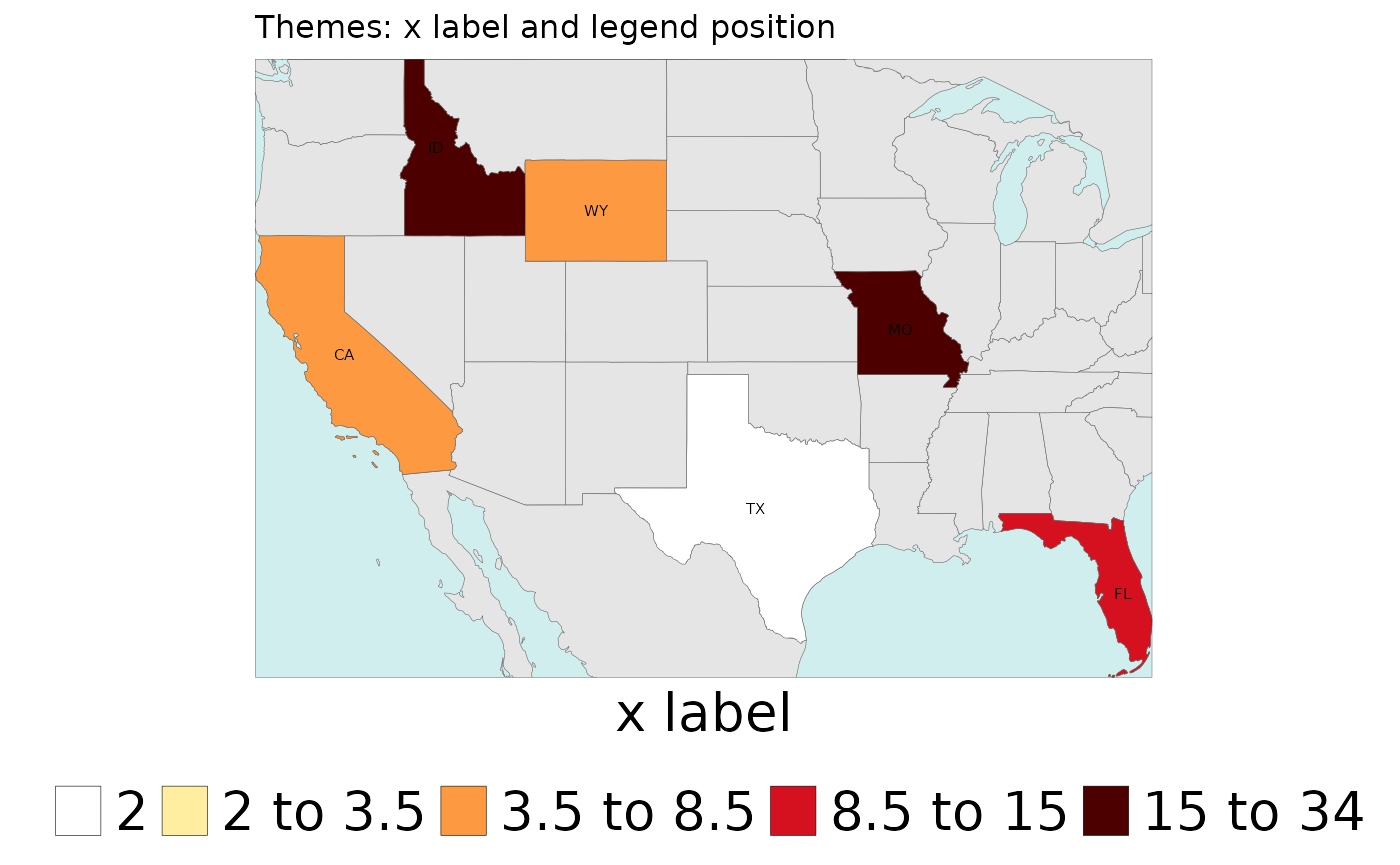 Themes: x label and legend position
ID
WY
MO
CA
TX
FL
x label
2 2 to 3.5 3.5 to 8.5 8.5 to 15 15 to 34